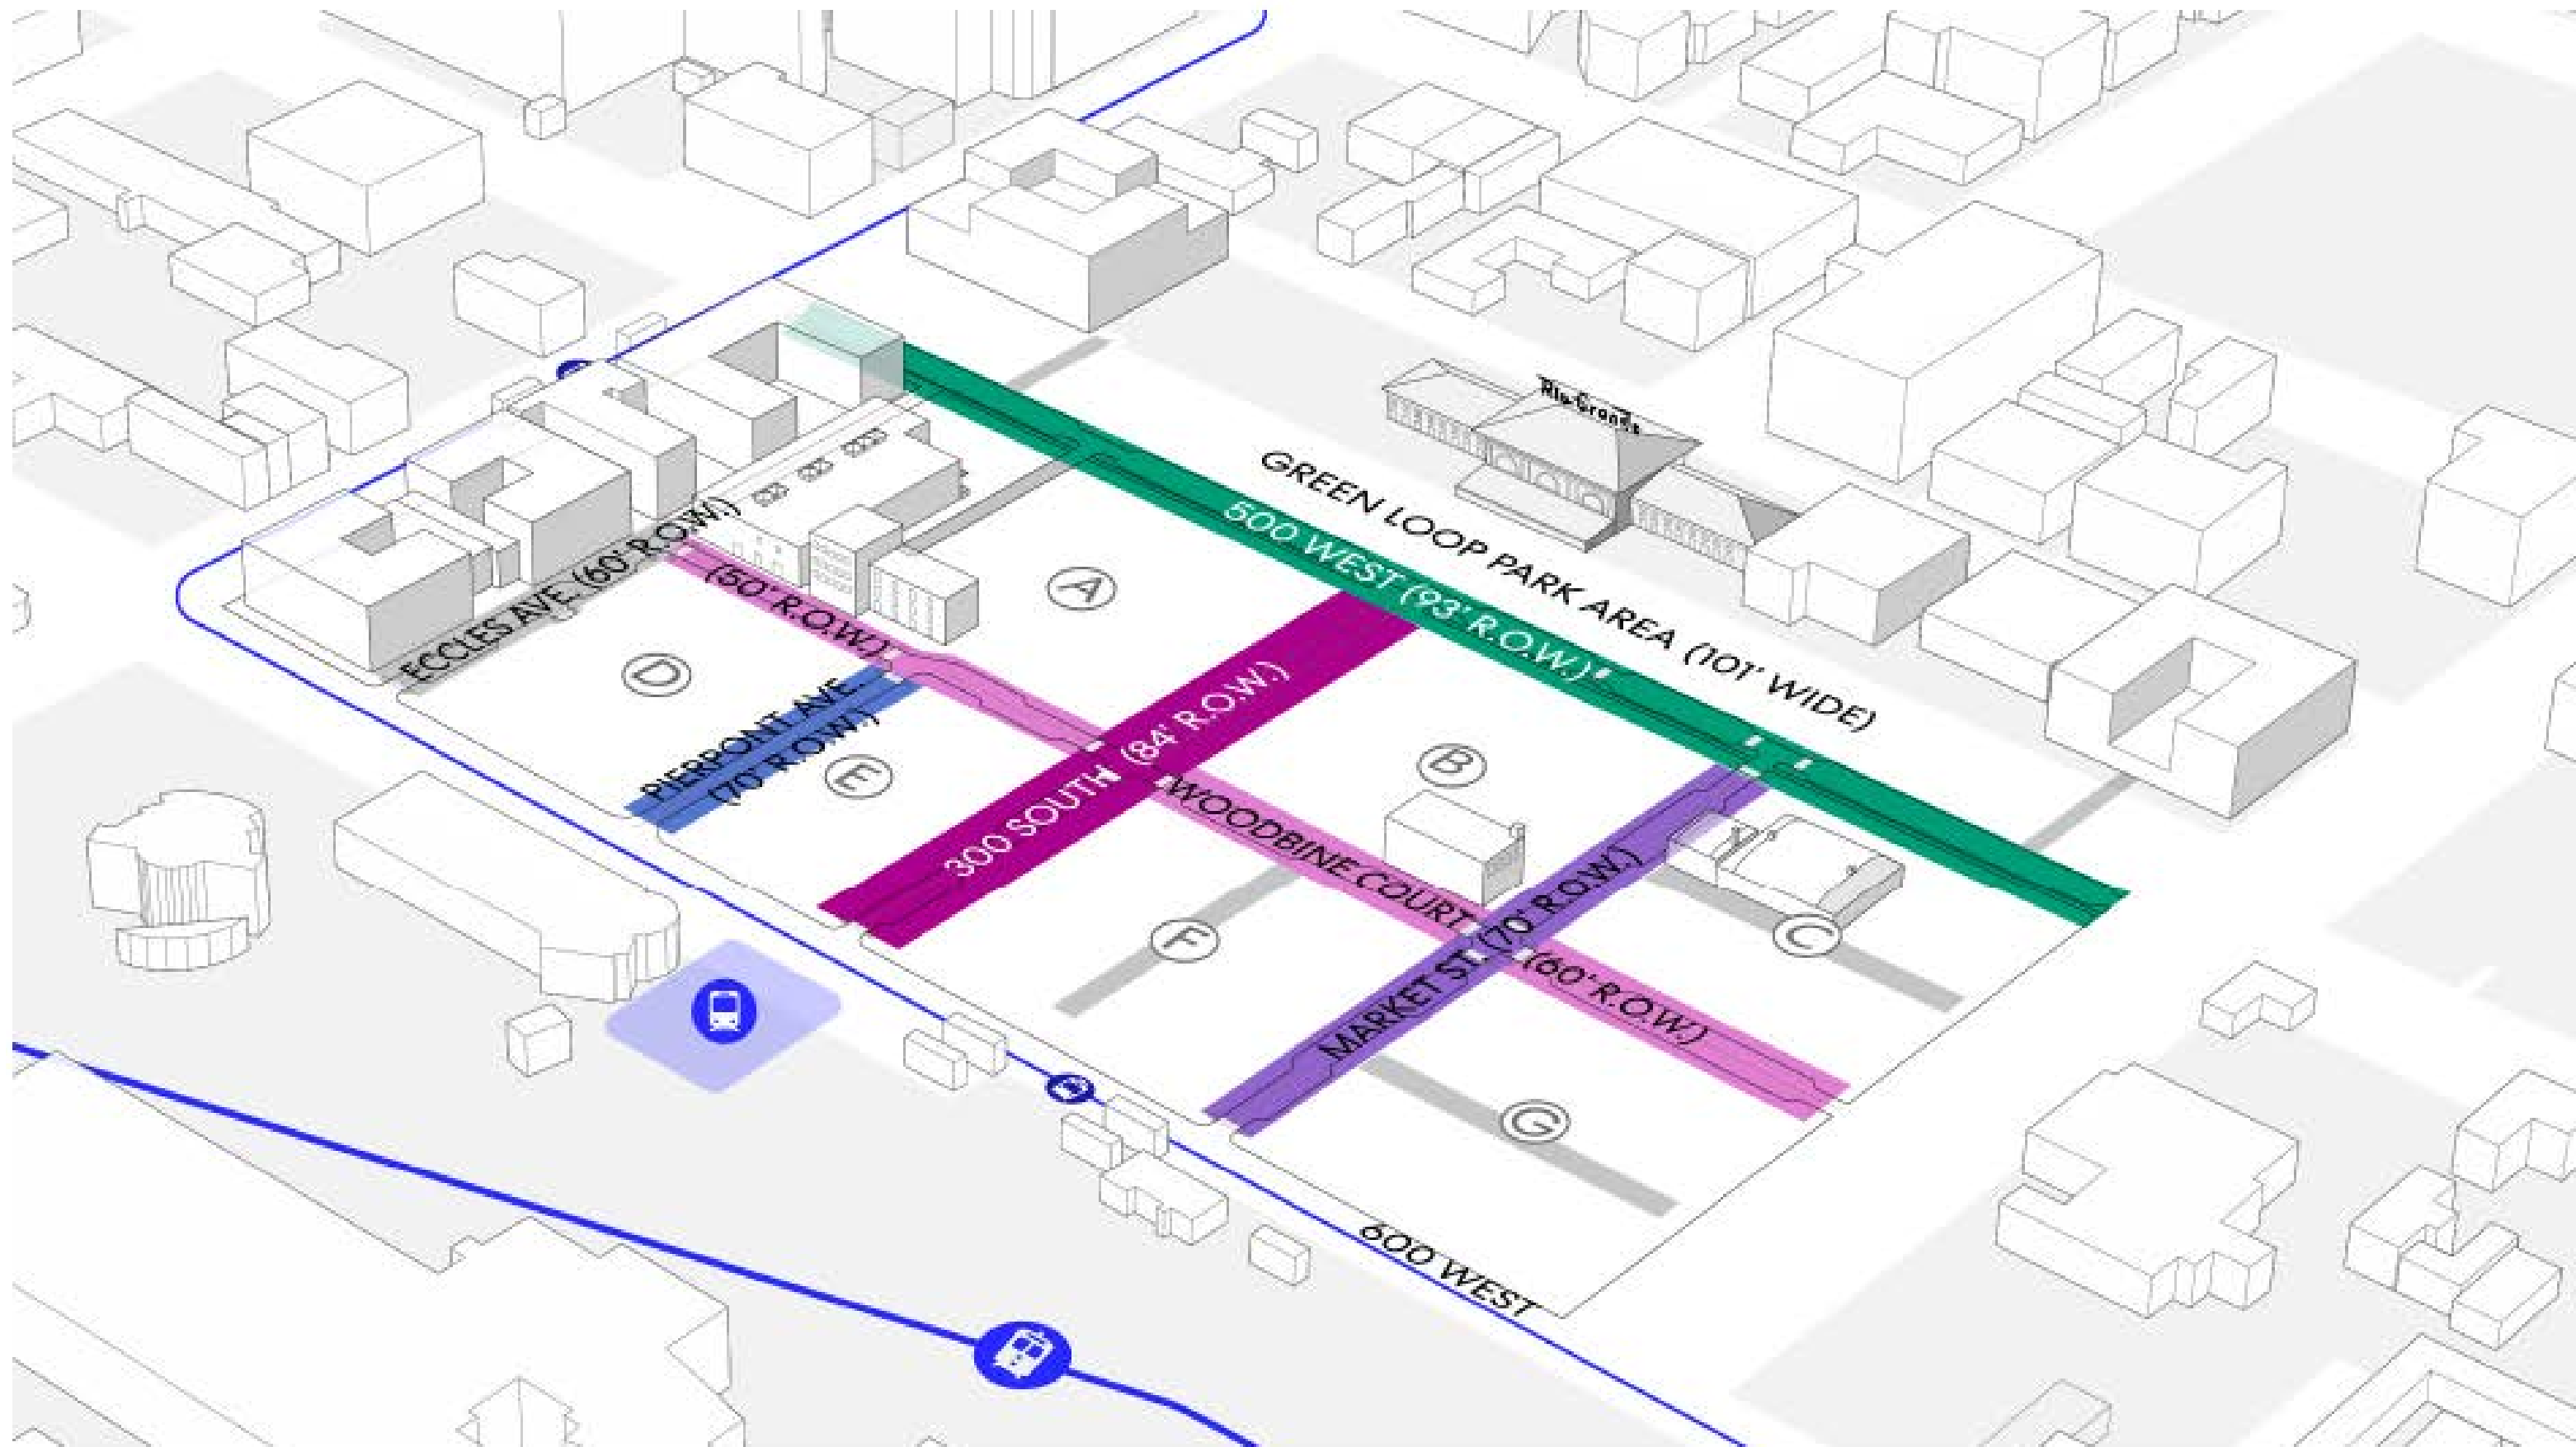 Rio Grande
GREEN LOOP PARK AREA (101' WIDE)
500 WEST (93' R.O.W.)
ECCLES AVE. (60' R.O.W.)
(50' R.O.W.)
A
D
PIERPONT AVE.
(70' R.O.W.)
E
300 SOUTH (84' R.O.W.)
B
WOODBINE COURT
(60' R.O.W.)
MARKET ST. (70' R.O.W.)
F
C
G
600 WEST